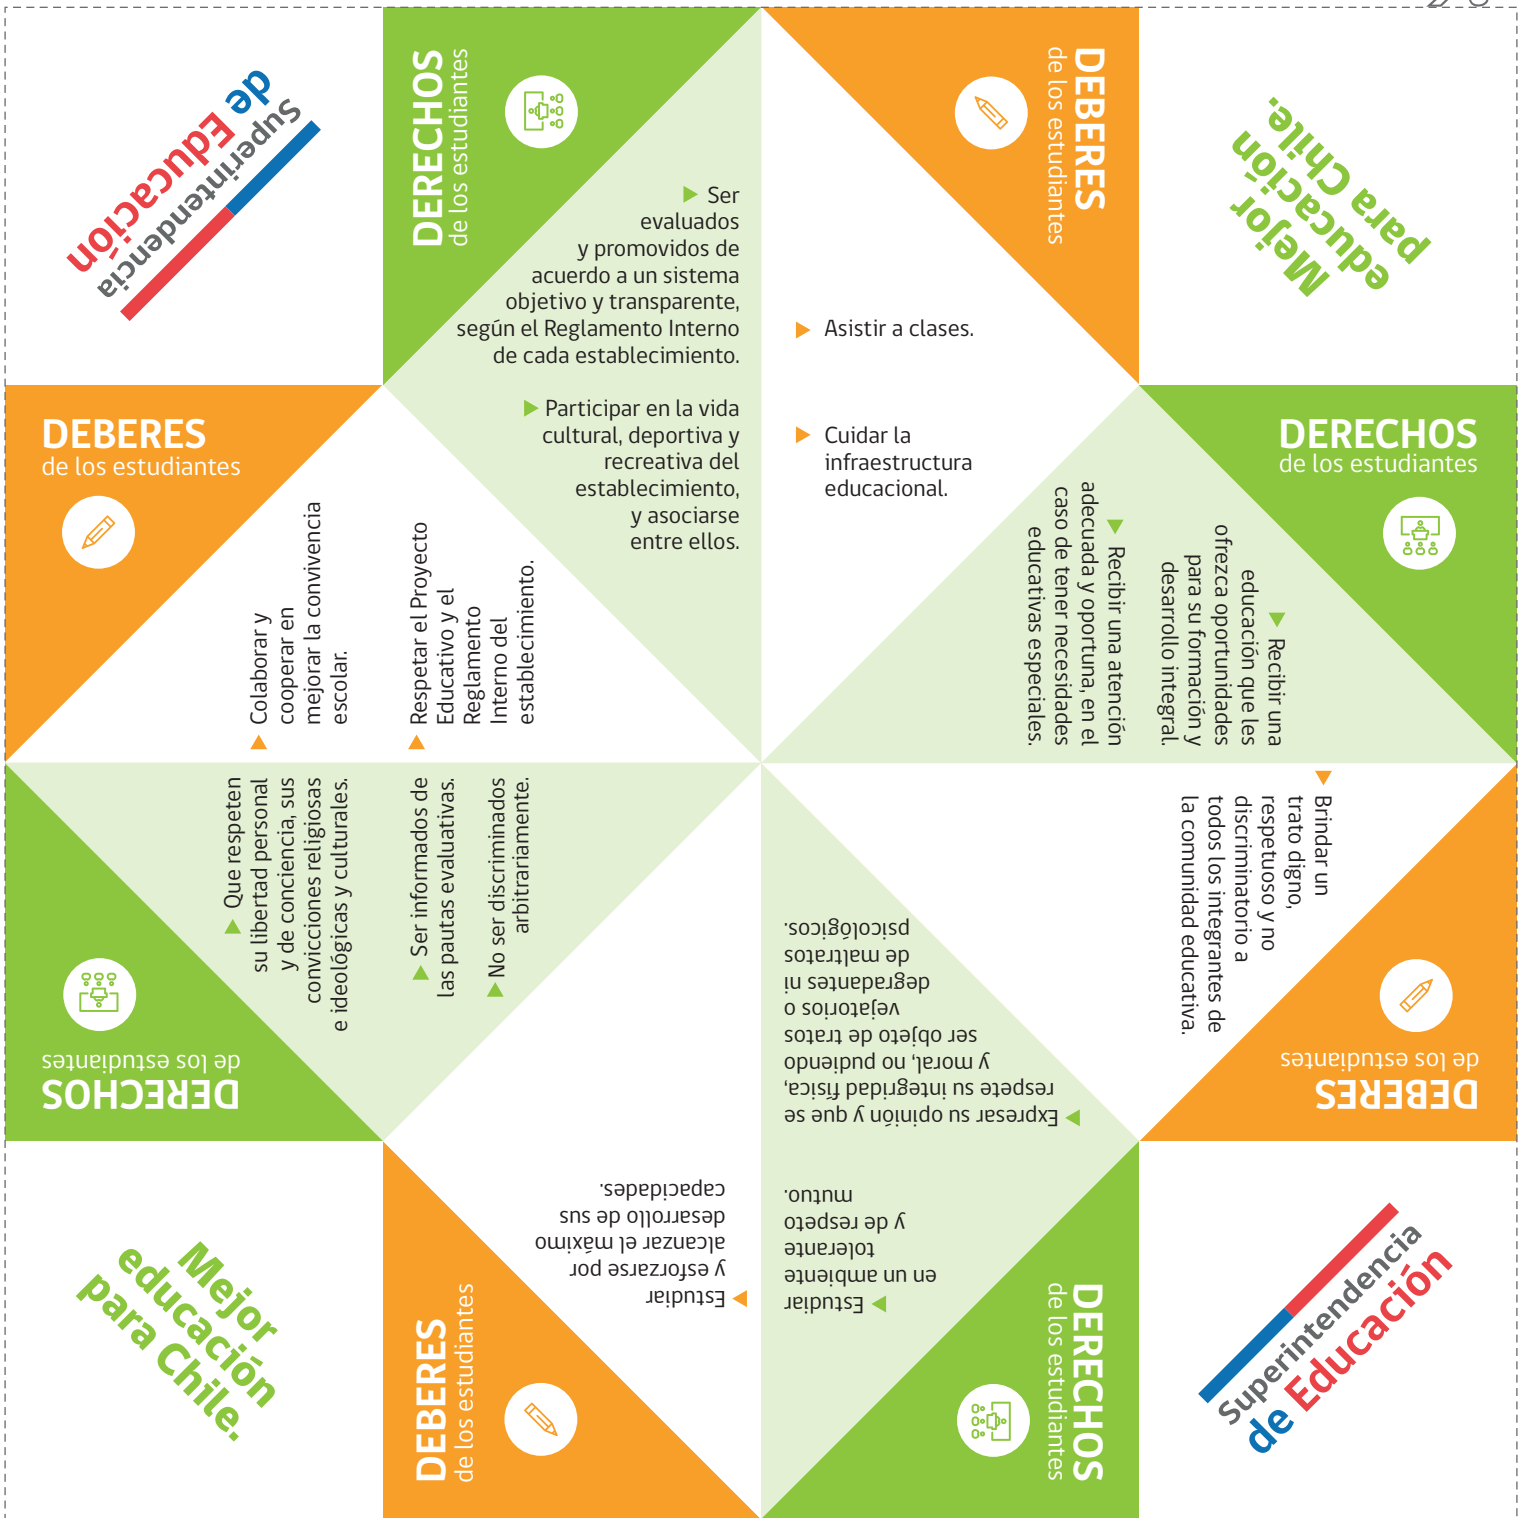 Superintendencia
de Educación
DERECHOS
de los estudiantes
Ser
evaluados
y promovidos de
acuerdo a un sistema
objetivo y transparente,
según el Reglamento Interno
de cada establecimiento.
Participar en la vida
cultural, deportiva y
recreativa del
establecimiento,
y asociarse
entre ellos.
DEBERES
de los estudiantes
Asistir a clases.
Cuidar la
infraestructura
educacional.
Mejor
educación
para Chile.
DERECHOS
de los estudiantes
Recibir una
educación que les
ofrezca oportunidades
para su formación y
desarrollo integral.
Recibir una atención
adecuada y oportuna, en el
caso de tener necesidades
educativas especiales.
DEBERES
de los estudiantes
Brindar un
trato digno,
respetuoso y no
discriminatorio a
todos los integrantes de
la comunidad educativa.
Superintendencia
de Educación
DERECHOS
de los estudiantes
Estudiar
en un ambiente
tolerante
y de respeto
mutuo.
Expresar su opinión y que se
respete su integridad física,
y moral, no pudiendo
ser objeto de tratos
vejatorios o
degradantes ni
de maltratos
psicológicos.
DEBERES
de los estudiantes
Estudiar
y esforzarse por
alcanzar el máximo
desarrollo de sus
capacidades.
Mejor
educación
para Chile.
DERECHOS
de los estudiantes
Que respeten
su libertad personal
y de conciencia, sus
convicciones religiosas
e ideológicas y culturales.
Ser informados de
las pautas evaluativas.
No ser discriminados
arbitrariamente.
DEBERES
de los estudiantes
Colaborar y
cooperar en
mejorar la convivencia
escolar.
Respetar el Proyecto
Educativo y el
Reglamento
Interno del
establecimiento.